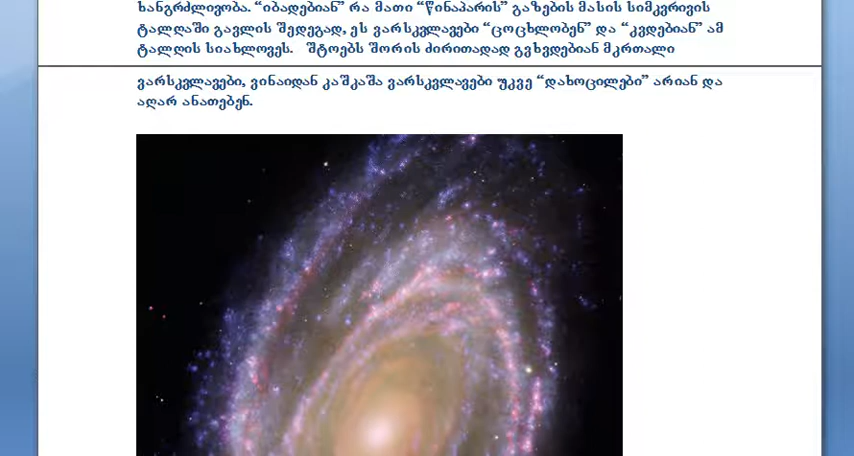 ხანგრძლივობა. “იბადებიან” რა მათი “წინაპარის” გაზების მასის სიმკვრივის
ტალღაში გავლის შედეგად, ეს ვარსკვლავები “ცოცხლობენ” და “კვდებიან” ამ
ტალღის სიახლოვეს. შტოებს შორის ძირითადად გვხვდებიან მკრთალი
ვარსკვლავები, ვინაიდან კაშკაშა ვარსკვლავები უკვე “დახოცილები” არიან და
აღარ ანათებენ.